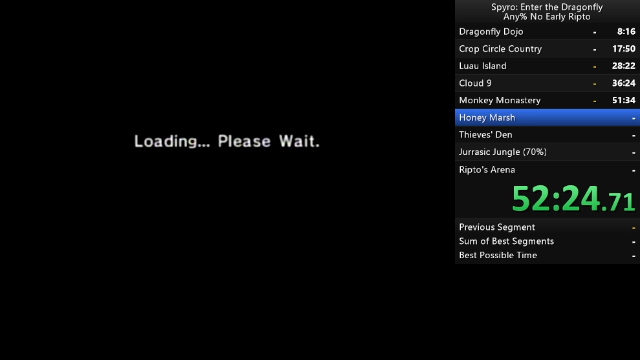 Loading... Please Wait.
Spyro: Enter the Dragonfly
Any% No Early Ripto
Dragonfly Dojo - 8:16
Crop Circle Country - 17:50
Luau Island - 28:22
Cloud 9 - 36:24
Monkey Monastery - 51:34
Honey Marsh -
Thieves' Den -
Jurrasic Jungle (70%) -
Ripto's Arena -
52:24.71
Previous Segment -
Sum of Best Segments -
Best Possible Time -